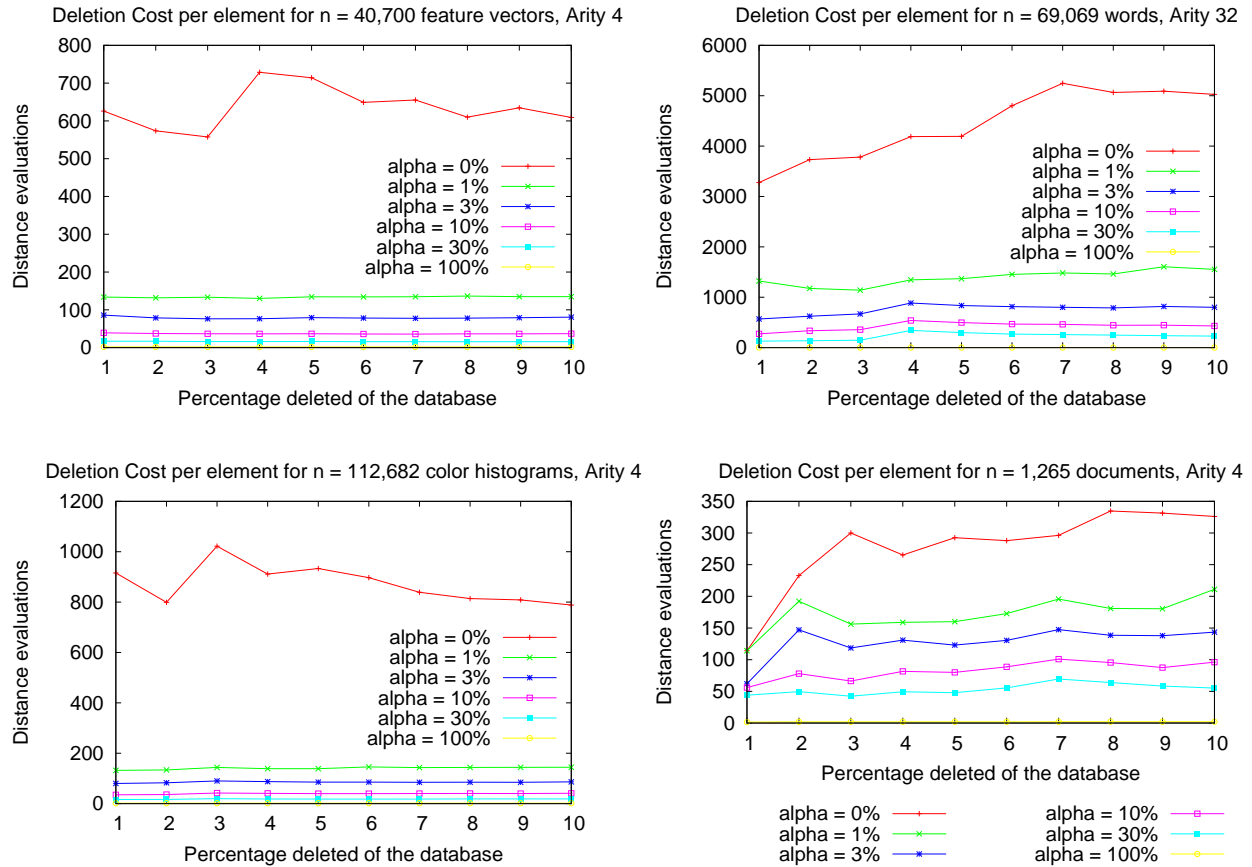 Deletion Cost per element for n = 40,700 feature vectors, Arity 4
800
700
600
500
400
300
200
100
0
Distance evaluations
alpha = 0%
alpha = 1%
alpha = 3%
alpha = 10%
alpha = 30%
alpha = 100%
1 2 3 4 5 6 7 8 9 10
Percentage deleted of the database
Deletion Cost per element for n = 69,069 words, Arity 32
6000
5000
4000
3000
2000
1000
0
Distance evaluations
alpha = 0%
alpha = 1%
alpha = 3%
alpha = 10%
alpha = 30%
alpha = 100%
1 2 3 4 5 6 7 8 9 10
Percentage deleted of the database
Deletion Cost per element for n = 112,682 color histograms, Arity 4
1200
1000
800
600
400
200
0
Distance evaluations
alpha = 0%
alpha = 1%
alpha = 3%
alpha = 10%
alpha = 30%
alpha = 100%
1 2 3 4 5 6 7 8 9 10
Percentage deleted of the database
Deletion Cost per element for n = 1,265 documents, Arity 4
350
300
250
200
150
100
50
0
Distance evaluations
1 2 3 4 5 6 7 8 9 10
Percentage deleted of the database
alpha = 0%
alpha = 1%
alpha = 3%
alpha = 10%
alpha = 30%
alpha = 100%